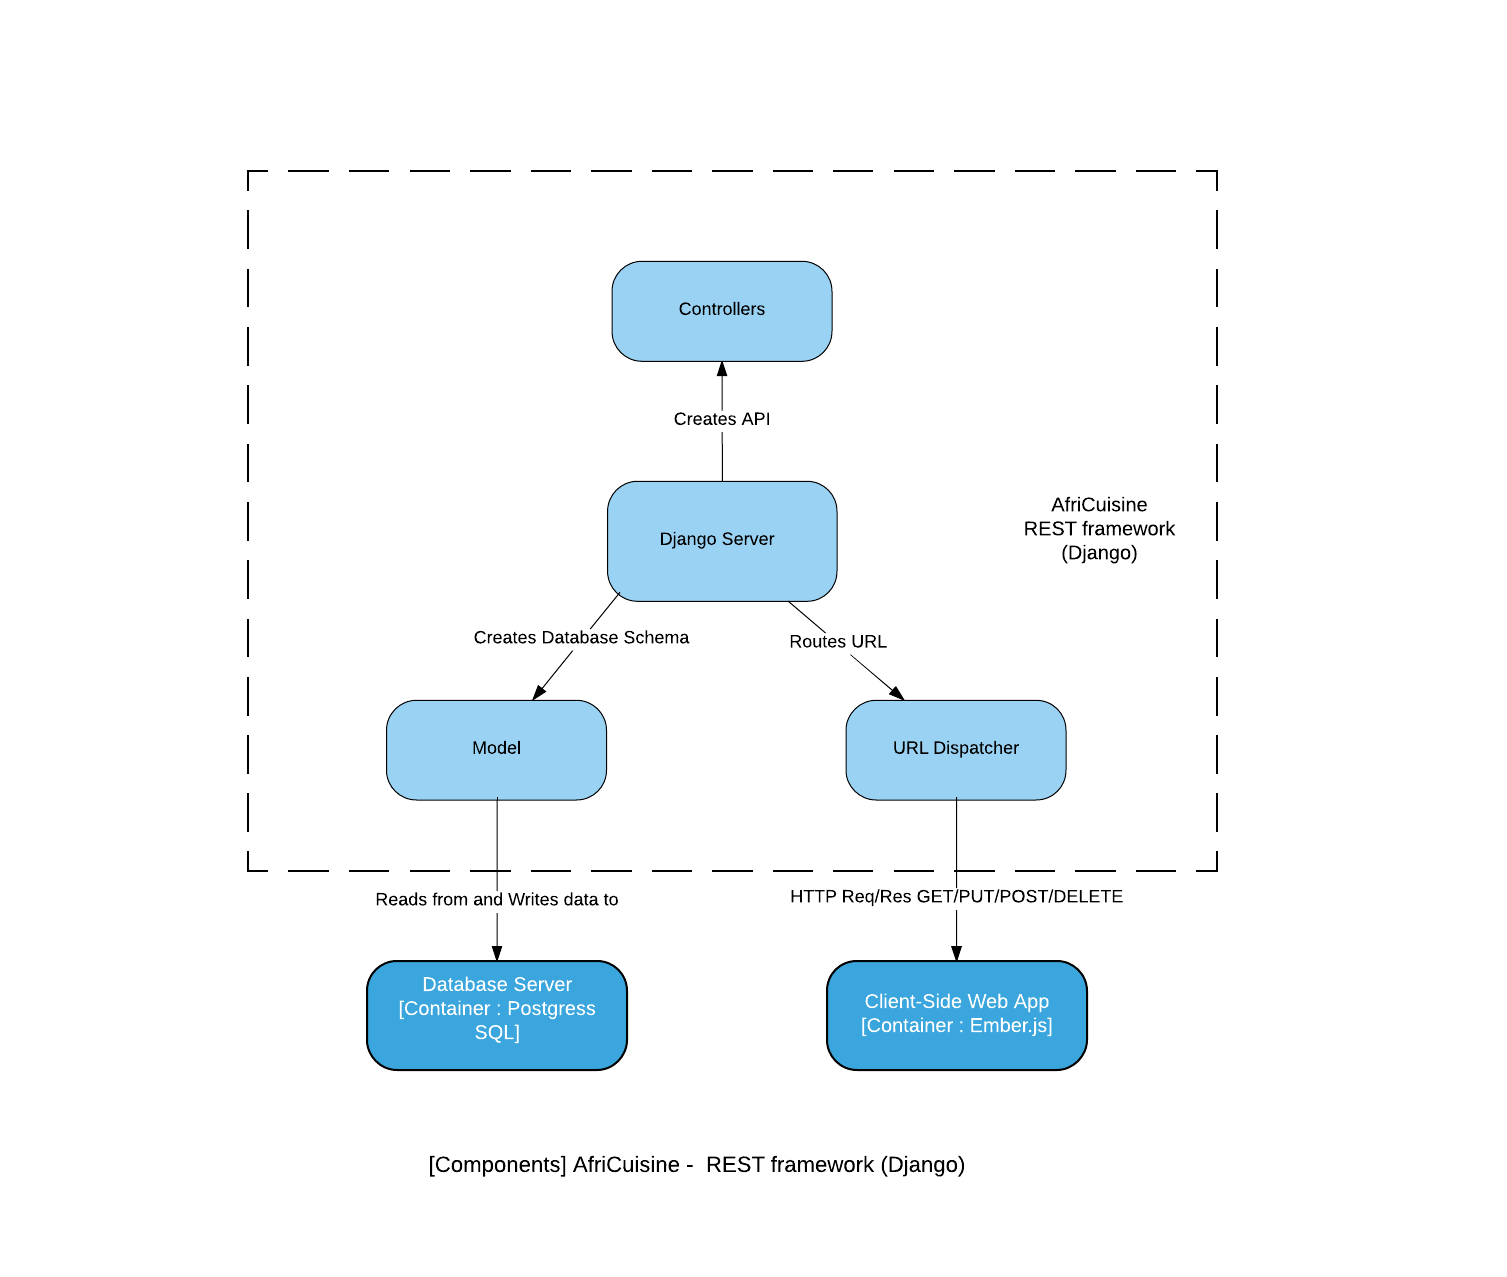 Controllers
Creates API
Django Server
AfriCuisine
REST framework
(Django)
Creates Database Schema
Routes URL
Model
URL Dispatcher
Reads from and Writes data to
HTTP Req/Res GET/PUT/POST/DELETE
Database Server
[Container : Postgress
SQL]
Client-Side Web App
[Container : Ember.js]
[Components] AfriCuisine -  REST framework (Django)